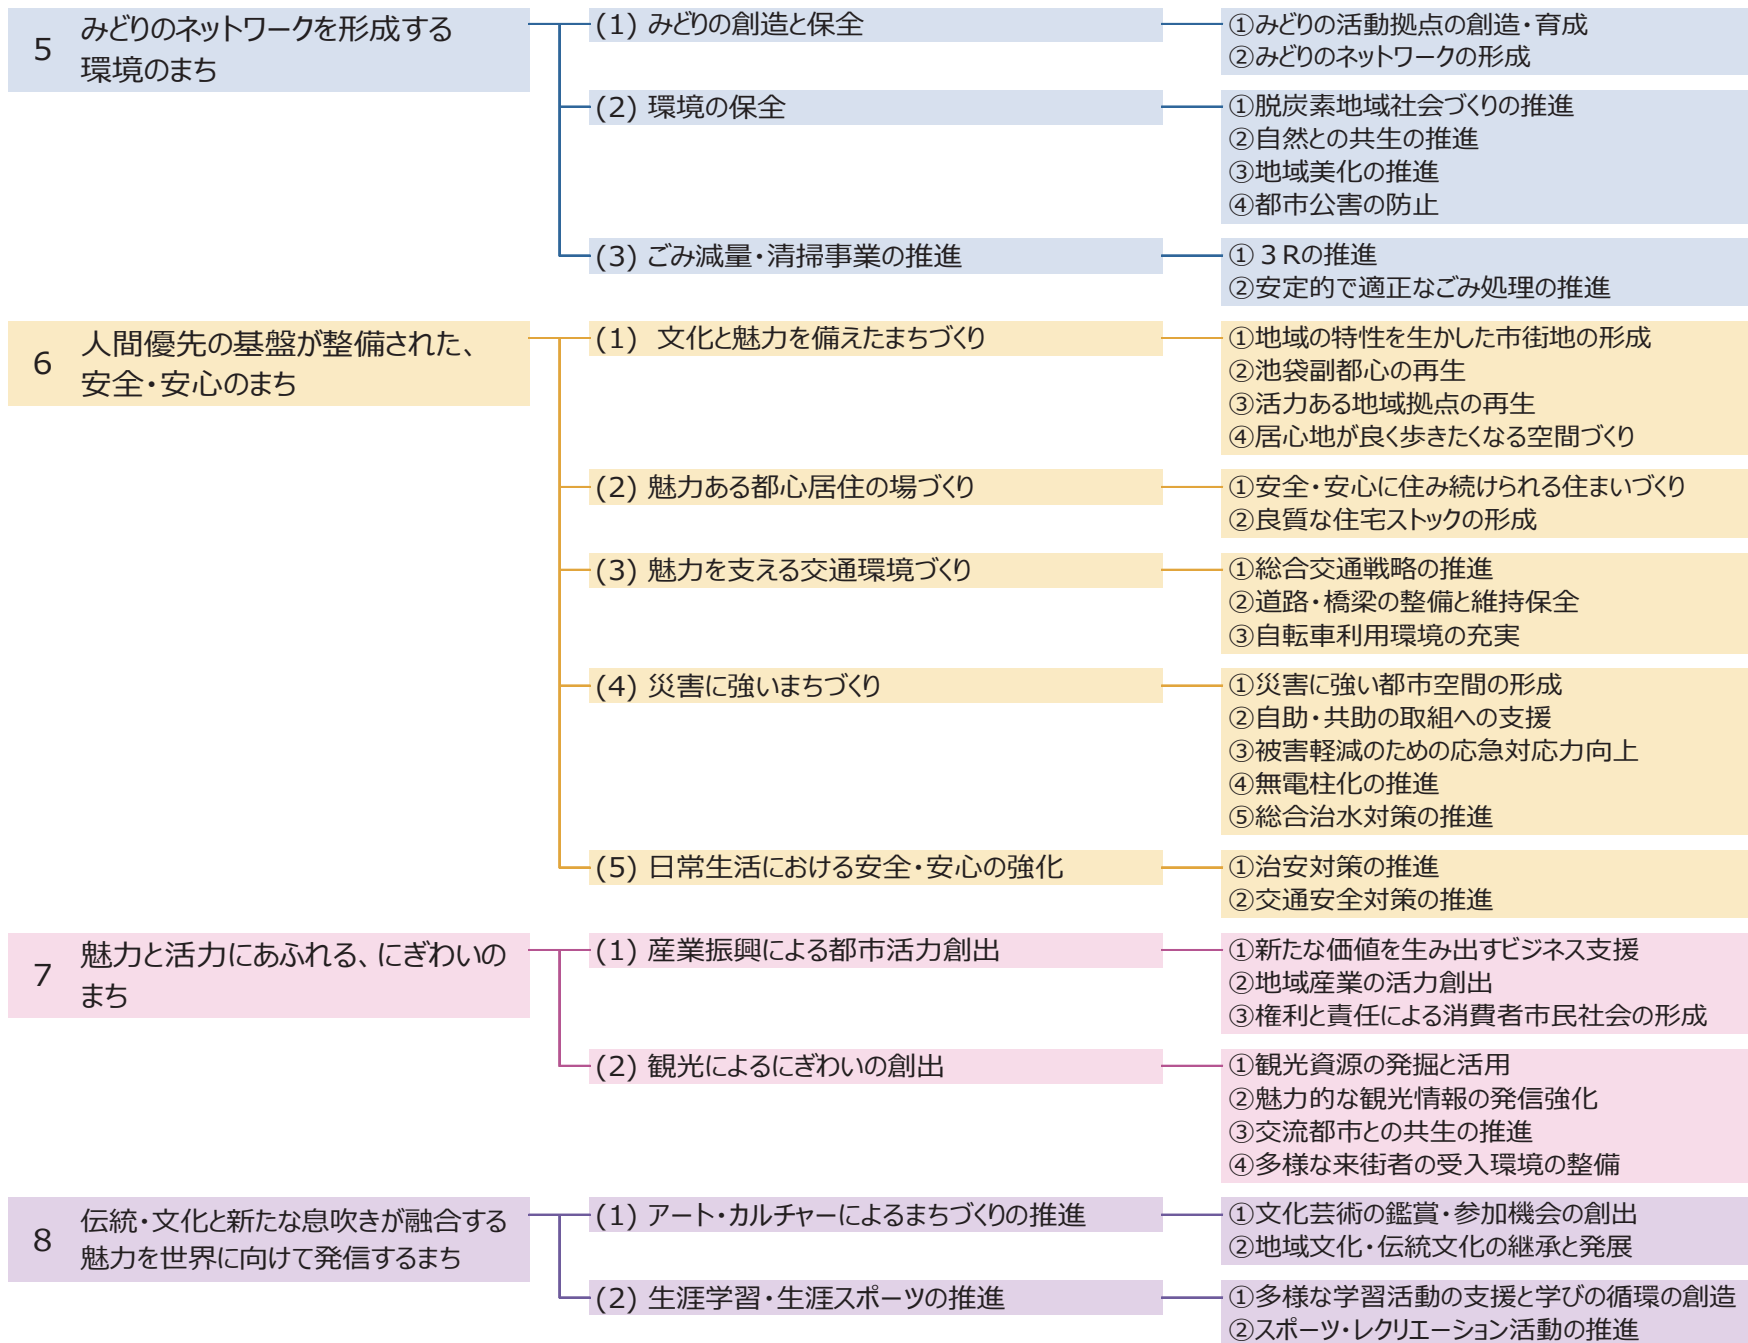 5 みどりのネットワークを形成する
環境のまち
(1) みどりの創造と保全
①みどりの活動拠点の創造・育成
②みどりのネットワークの形成
(2) 環境の保全
①脱炭素地域社会づくりの推進
②自然との共生の推進
③地域美化の推進
④都市公害の防止
(3) ごみ減量・清掃事業の推進
①３Rの推進
②安定的で適正なごみ処理の推進
6 人間優先の基盤が整備された、
安全・安心のまち
(1) 文化と魅力を備えたまちづくり
①地域の特性を生かした市街地の形成
②池袋副都心の再生
③活力ある地域拠点の再生
④居心地が良く歩きたくなる空間づくり
(2) 魅力ある都心居住の場づくり
①安全・安心に住み続けられる住まいづくり
②良質な住宅ストックの形成
(3) 魅力を支える交通環境づくり
①総合交通戦略の推進
②道路・橋梁の整備と維持保全
③自転車利用環境の充実
(4) 災害に強いまちづくり
①災害に強い都市空間の形成
②自助・共助の取組への支援
③被害軽減のための応急対応力向上
④無電柱化の推進
⑤総合治水対策の推進
(5) 日常生活における安全・安心の強化
①治安対策の推進
②交通安全対策の推進
7 魅力と活力にあふれる、にぎわいの
まち
(1) 産業振興による都市活力創出
①新たな価値を生み出すビジネス支援
②地域産業の活力創出
③権利と責任による消費者市民社会の形成
(2) 観光によるにぎわいの創出
①観光資源の発掘と活用
②魅力的な観光情報の発信強化
③交流都市との共生の推進
④多様な来街者の受入環境の整備
8 伝統・文化と新たな息吹きが融合する
魅力を世界に向けて発信するまち
(1) アート・カルチャーによるまちづくりの推進
①文化芸術の鑑賞・参加機会の創出
②地域文化・伝統文化の継承と発展
(2) 生涯学習・生涯スポーツの推進
①多様な学習活動の支援と学びの循環の創造
②スポーツ・レクリエーション活動の推進